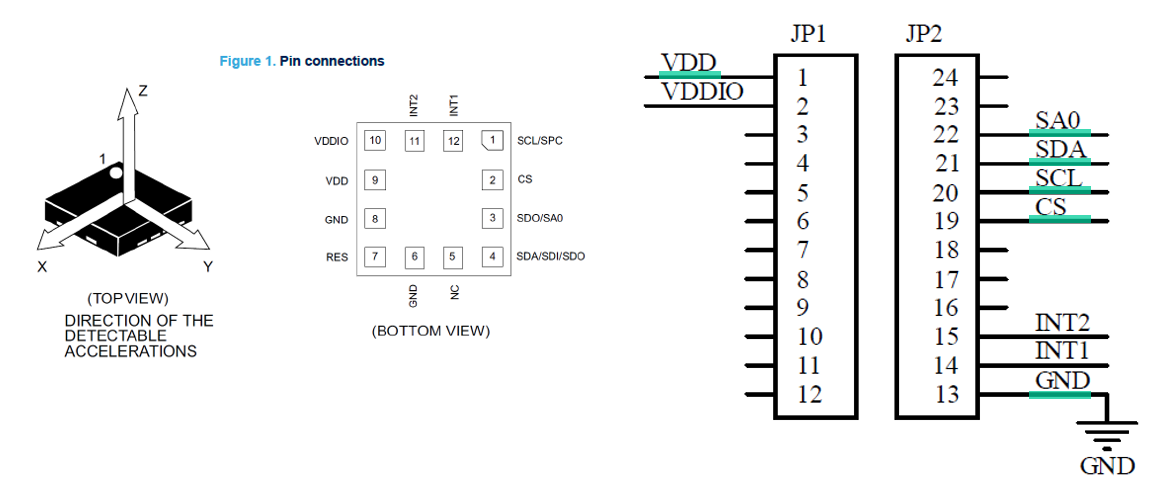 Figure 1. Pin connections
Z
1
X
Y
(TOP VIEW)
DIRECTION OF THE
DETECTABLE
ACCELERATIONS
INT2
INT1
VDDIO
10
11
12
1
SCL/SPC
VDD
9
2
CS
GND
8
3
SDO/SA0
RES
7
6
5
4
SDA/SDI/SDO
GND
NC
(BOTTOM VIEW)
JP1
VDD
1
VDDIO
2
3
4
5
6
7
8
9
10
11
12
JP2
24
23
22
SA0
21
SDA
20
SCL
19
CS
18
17
16
15
INT2
14
INT1
13
GND
GND